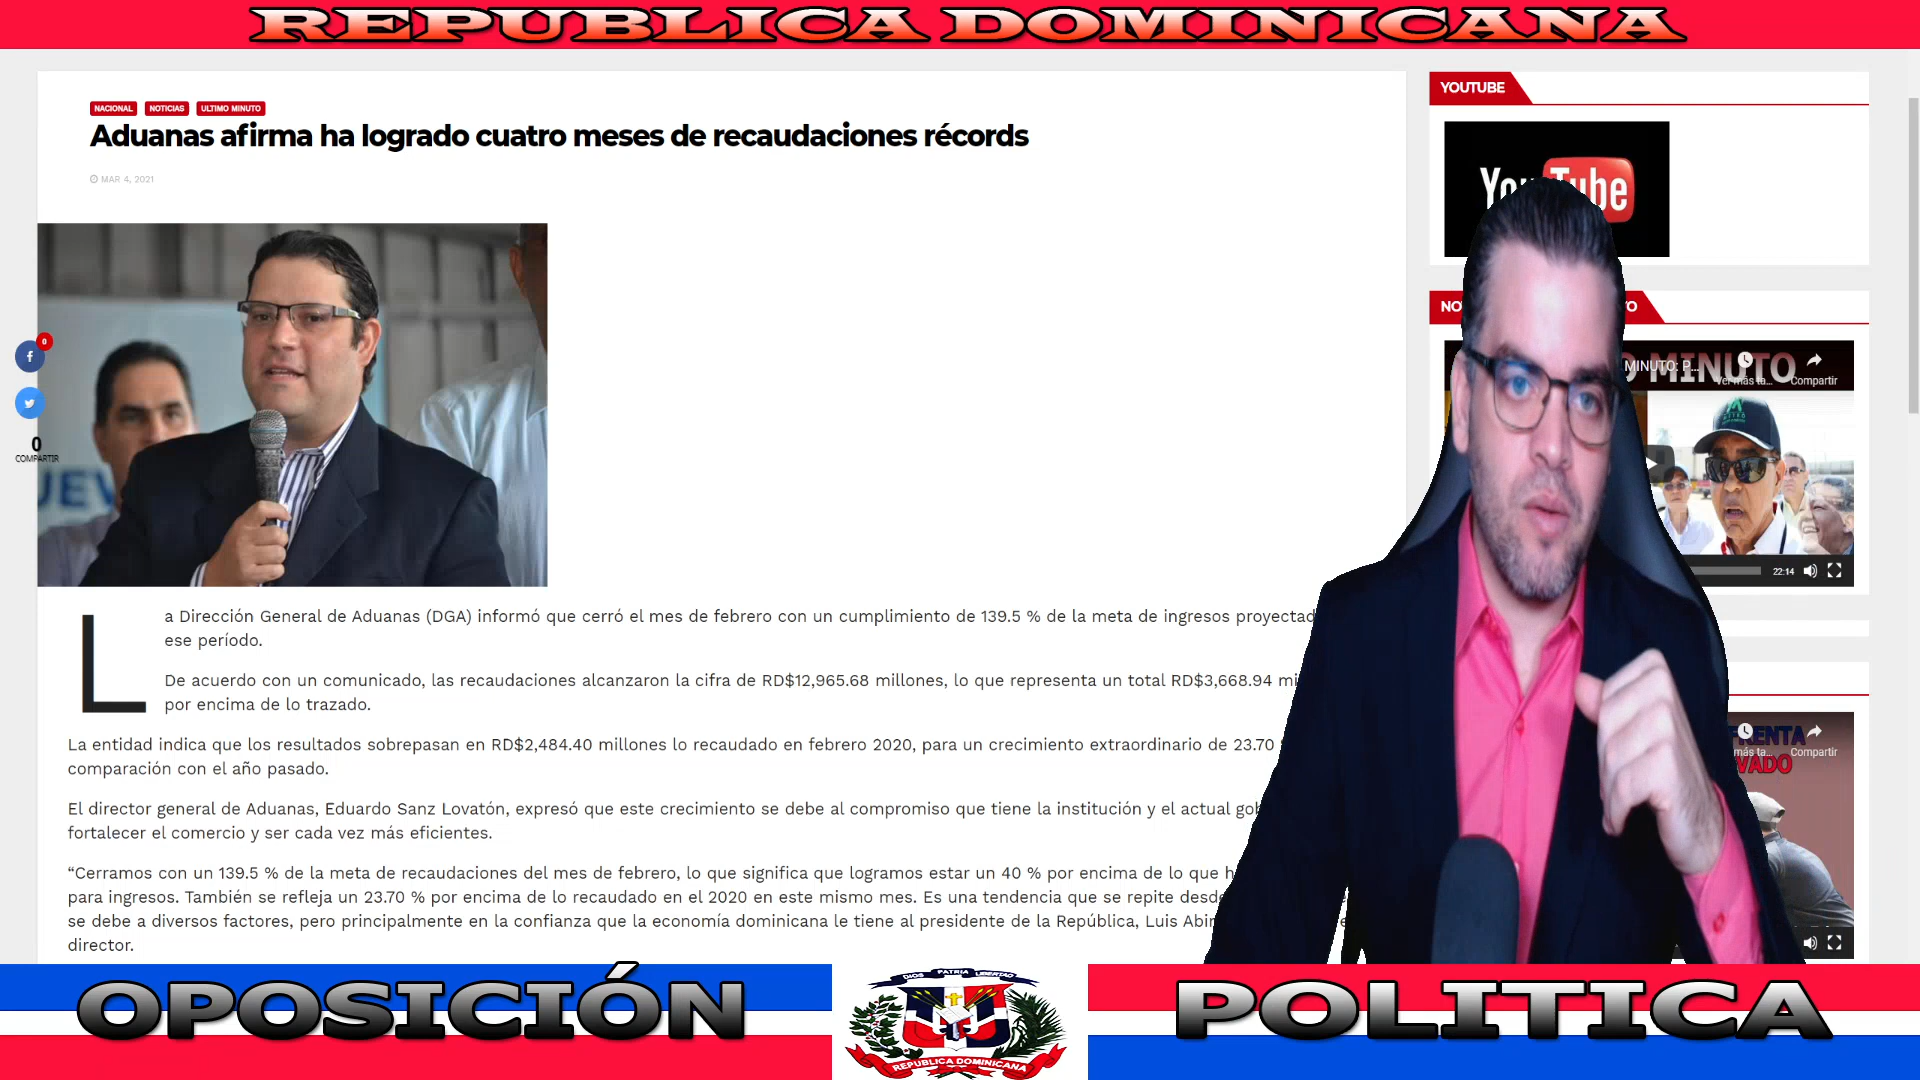 REPUBLICA DOMINICANA
NACIONAL NOTICIAS ULTIMO MINUTO
Aduanas afirma ha logrado cuatro meses de recaudaciones récords
MAR 4, 2021
YOUTUBE
YouTube
0
0
COMPARTIR
MINUTO: P...
O MINUTO
Ver más ta...
Compartir
22:14
La Dirección General de Aduanas (DGA) informó que cerró el mes de febrero con un cumplimiento de 139.5 % de la meta de ingresos
ese período.
De acuerdo con un comunicado, las recaudaciones alcanzaron la cifra de RD$12,965.68 millones, lo que representa un total RD$3,668.94
por encima de lo trazado.
La entidad indica que los resultados sobrepasan en RD$2,484.40 millones lo recaudado en febrero 2020, para un crecimiento extraordinario de 23.70
comparación con el año pasado.
El director general de Aduanas, Eduardo Sanz Lovatón, expresó que este crecimiento se debe al compromiso que tiene la institución y el actual
fortalecer el comercio y ser cada vez más eficientes.
“Cerramos con un 139.5 % de la meta de recaudaciones del mes de febrero, lo que significa que logramos estar un 40 % por encima de lo que
para ingresos. También se refleja un 23.70 % por encima de lo recaudado en el 2020 en este mismo mes. Es una tendencia que se repite
se debe a diversos factores, pero principalmente en la confianza que la economía dominicana le tiene al presidente de la República, Luis
director.
más ta...
Compartir
OPOSICIÓN
DIOS PATRIA LIBERTAD
REPUBLICA DOMINICANA
POLITICA